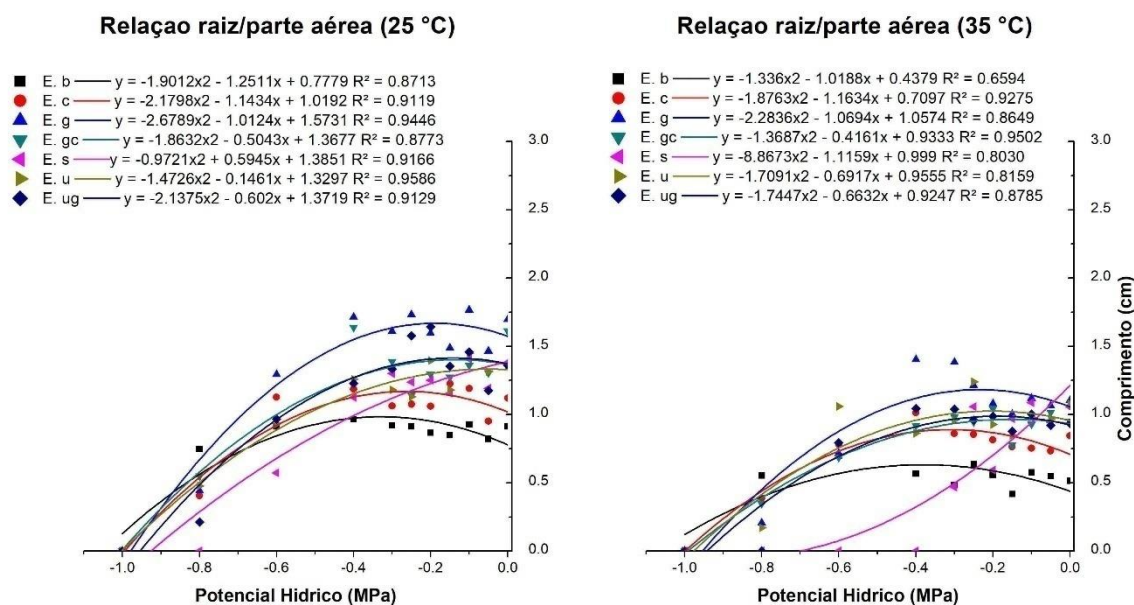 Relaçao raiz/parte aérea (25 °C)
E. b y = -1.9012x2 - 1.2511x + 0.7779 R² = 0.8713
E. c y = -2.1798x2 - 1.1434x + 1.0192 R² = 0.9119
E. g y = -2.6789x2 - 1.0124x + 1.5731 R² = 0.9446
E. gc y = -1.8632x2 - 0.5043x + 1.3677 R² = 0.8773
E. s y= -0.9721x2 + 0.5945x + 1.3851 R² = 0.9166
E. u y = -1.4726x2 - 0.1461x + 1.3297 R² = 0.9586
E. ug y = -2.1375x2 - 0.602x + 1.3719 R² = 0.9129
3.0
2.5
2.0
1.5
1.0
0.5
0.0
-1.0 -0.8 -0.6 -0.4 -0.2 0.0
Potencial Hidrico (MPa)
Relaçao raiz/parte aérea (35 °C)
E. b y = -1.336x2 - 1.0188x + 0.4379 R² = 0.6594
E. c y = -1.8763x2 - 1.1634x + 0.7097 R² = 0.9275
E. g y = -2.2836x2 - 1.0694x + 1.0574 R² = 0.8649
E. gc y = -1.3687x2 - 0.4161x + 0.9333 R² = 0.9502
E. s y = -8.8673x2 - 1.1159x + 0.999 R² = 0.8030
E. u y = -1.7091x2 - 0.6917x + 0.9555 R² = 0.8159
E. ug y = -1.7447x2 - 0.6632x + 0.9247 R² = 0.8785
3.0
2.5
2.0
1.5
1.0
0.5
0.0
Comprimento (cm)
-1.0 -0.8 -0.6 -0.4 -0.2 0.0
Potencial Hidrico (MPa)